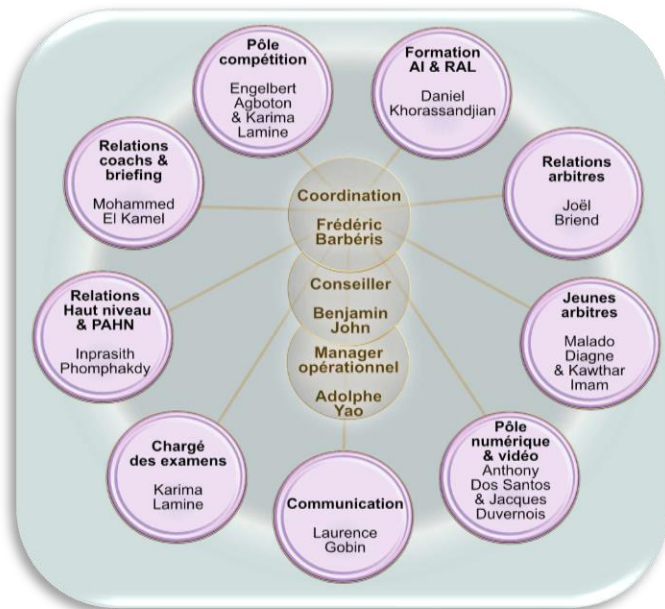 Pôle
compétition
Engelbert
Agboton
& Karima
Lamine
Formation
AI & RAL
Daniel
Khorassandjian
Relations
coachs &
briefing
Mohammed
El Kamel
Coordination
Frédéric
Barbéris
Relations
arbitres
Joël
Briend
Relations
Haut niveau
& PAHN
Inprasith
Phomphakdy
Conseiller
Benjamin
John
Jeunes
arbitres
Malado
Diagne
& Kawthar
Imam
Manager
opérationnel
Adolphe
Yao
Chargé
des examens
Karima
Lamine
Communication
Laurence
Gobin
Pôle
numérique
& vidéo
Anthony
Dos Santos
& Jacques
Duvernois